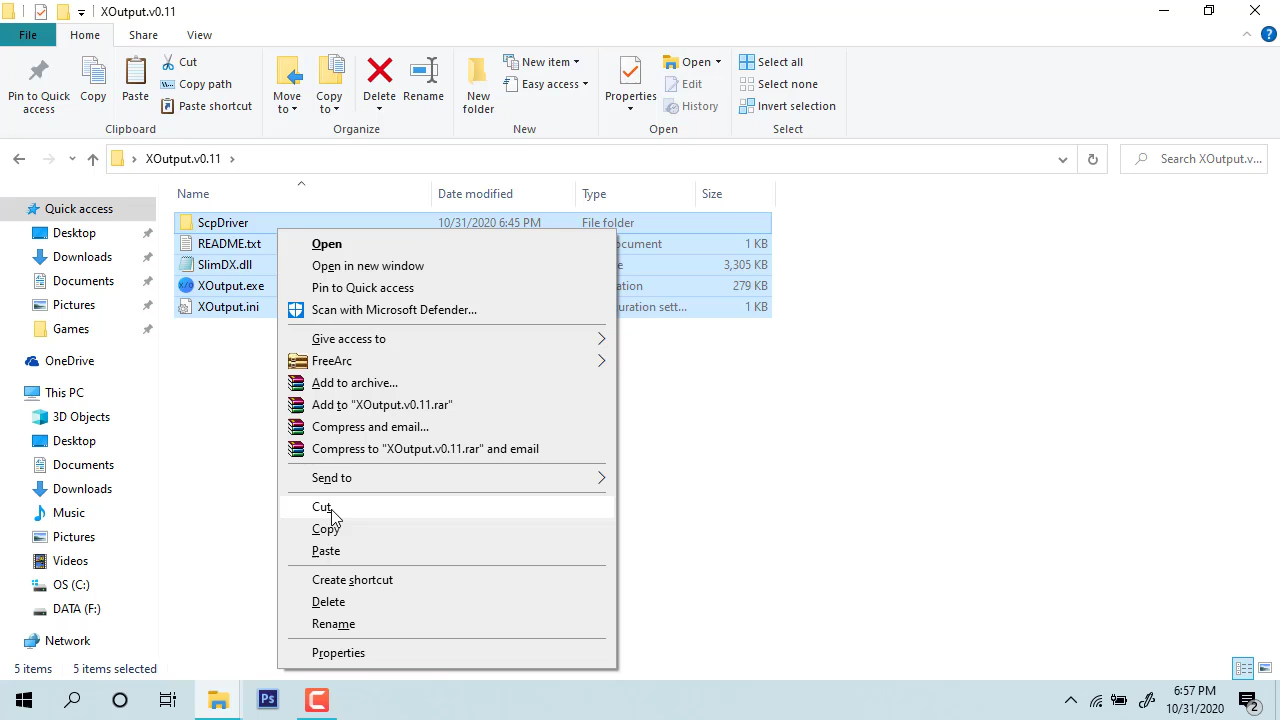 XOutput.v0.11
File Home Share View
Pin to Quick access
Copy
Paste
Cut
Copy path
Paste shortcut
Clipboard
Move to
Copy to
Delete
Rename
Organize
New folder
New item
Easy access
New
Properties
Open
Edit
History
Open
Select all
Select none
Invert selection
Select
XOutput.v0.11
Search XOutput.v...
Name Date modified Type Size
ScpDriver 10/31/2020 6:45 PM File folder
README.txt ocument 1 KB
SlimDX.dll e 3,305 KB
XOutput.exe ation 279 KB
XOutput.ini uration sett... 1 KB
Quick access
Desktop
Downloads
Documents
Pictures
Games
OneDrive
This PC
3D Objects
Desktop
Documents
Downloads
Music
Pictures
Videos
OS (C:)
DATA (F:)
Network
Open
Open in new window
Pin to Quick access
Scan with Microsoft Defender...
Give access to
FreeArc
Add to archive...
Add to "XOutput.v0.11.rar"
Compress and email...
Compress to "XOutput.v0.11.rar" and email
Send to
Cut
Copy
Paste
Create shortcut
Delete
Rename
Properties
5 items 5 items selected
Ps
6:57 PM
10/31/2020
2